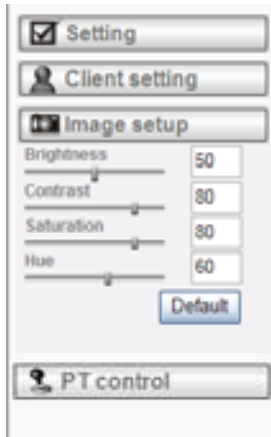 Setting
Client setting
Image setup
Brightness 50
Contrast 80
Saturation 80
Hue 60
Default
PT control